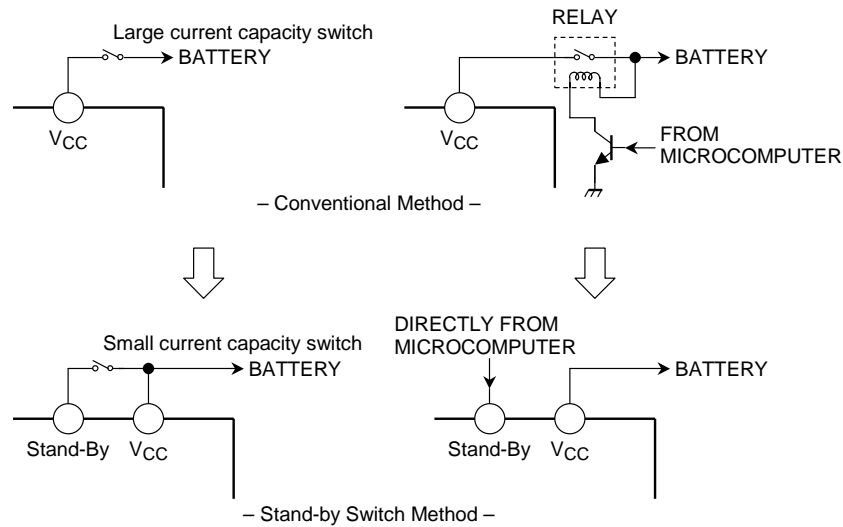 Large current capacity switch
BATTERY
VCC
RELAY
BATTERY
VCC
FROM
MICROCOMPUTER
– Conventional Method –
Small current capacity switch
BATTERY
Stand-By
VCC
DIRECTLY FROM
MICROCOMPUTER
BATTERY
Stand-By
VCC
– Stand-by Switch Method –